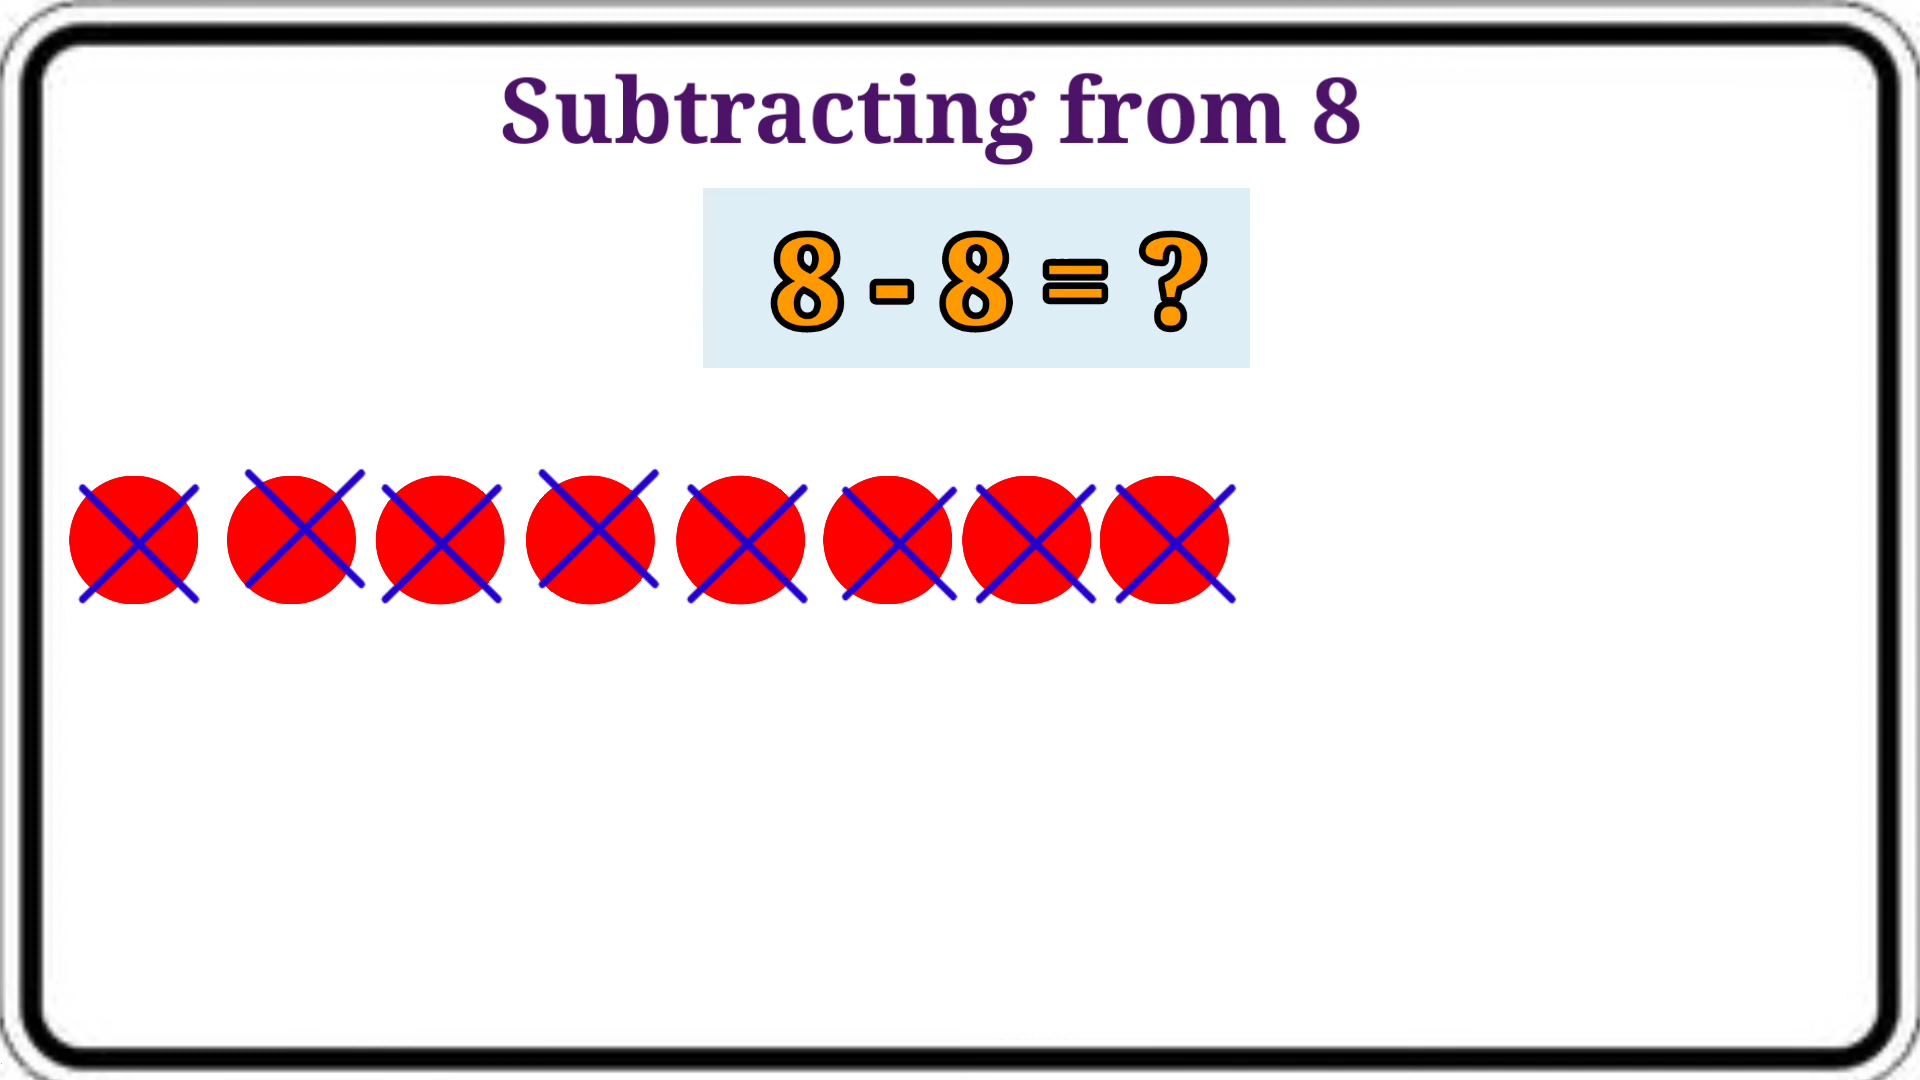 Subtracting from 8
8 - 8 = ?